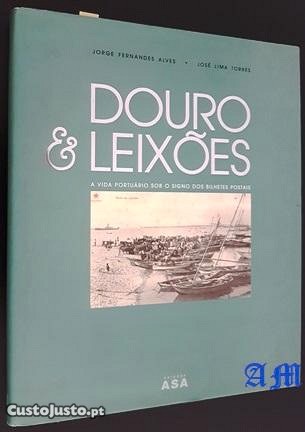 JORGE FERNANDES ALVES • JOSÉ LIMA TORRES
DOURO
& LEIXÕES
A VIDA PORTUÁRIA SOB O SIGNO DOS BILHETES POSTAIS
EDIÇÕES
ASA
AM
CustoJusto.pt